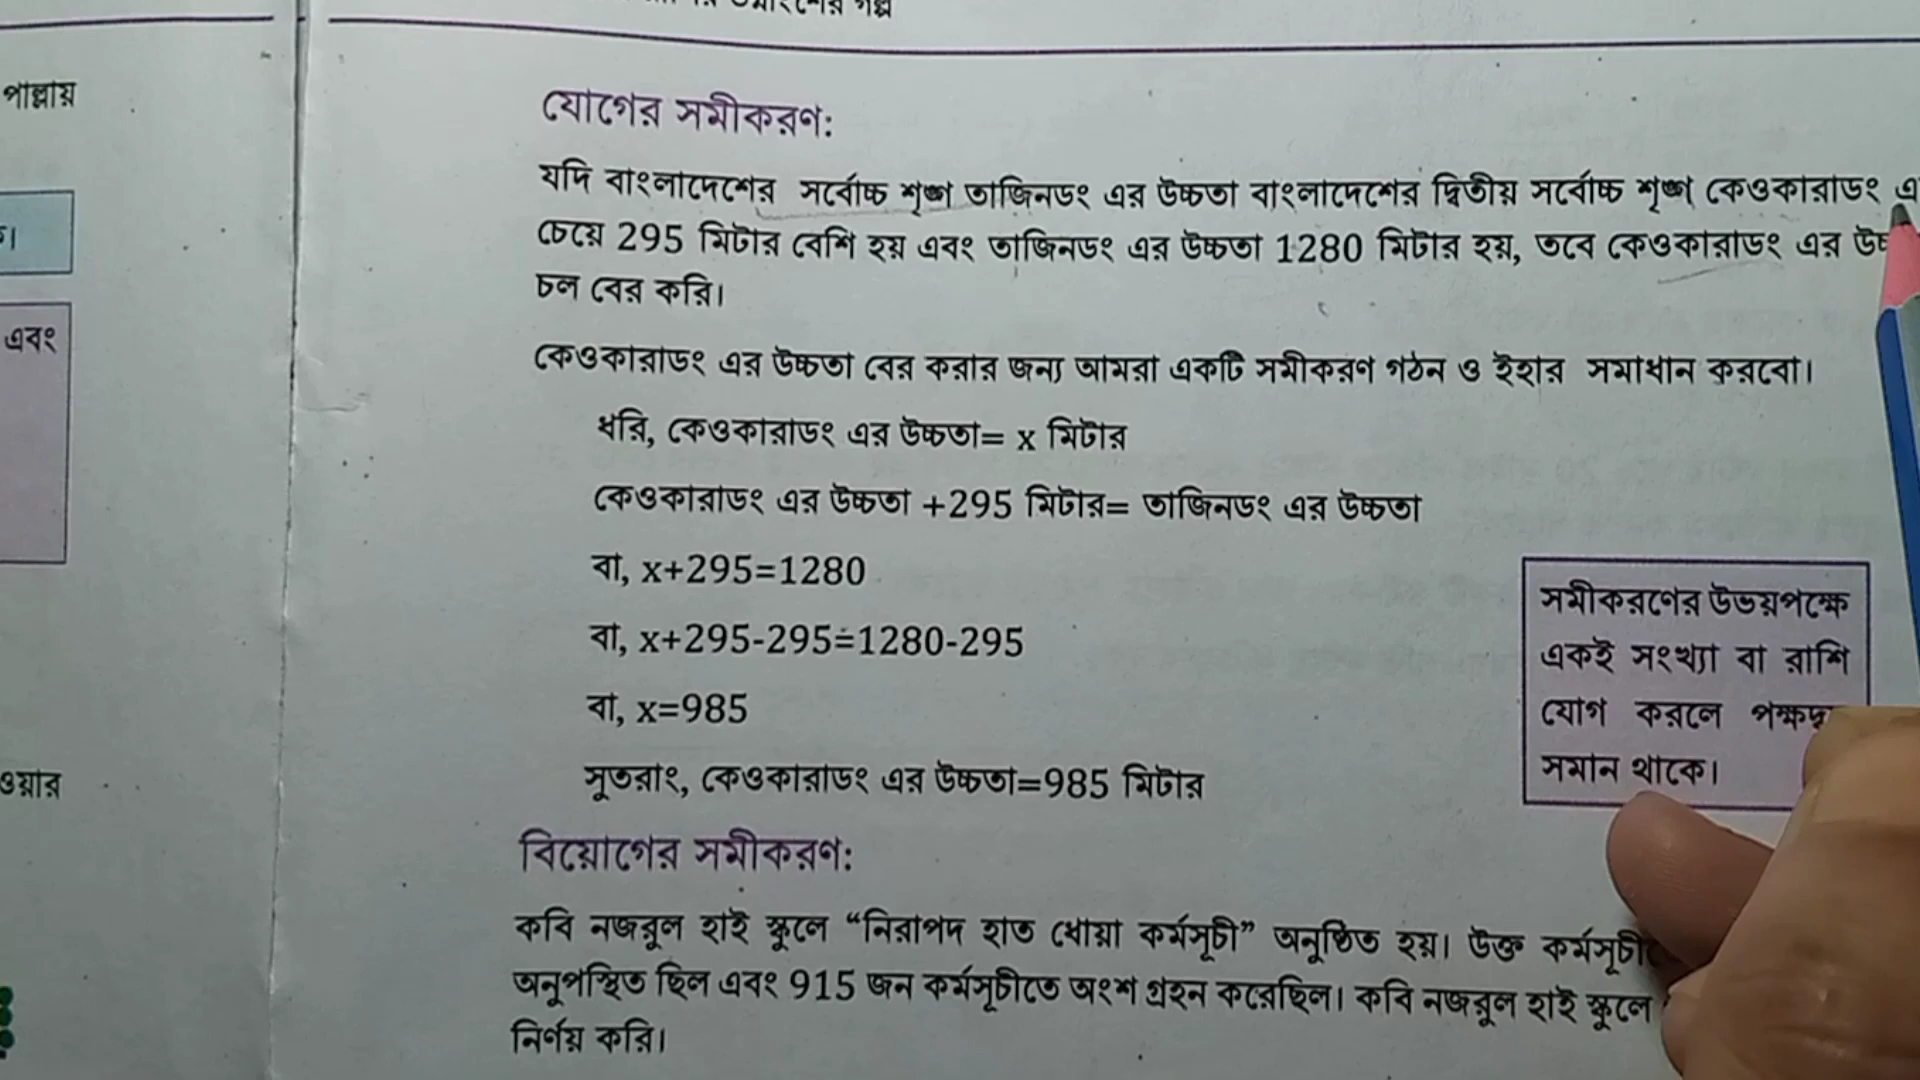 পাল্লায়
এবং
ওয়ার
গল্প
যোগের সমীকরণ:
যদি বাংলাদেশের সর্বোচ্চ শৃঙ্গ তাজিনডং এর উচ্চতা বাংলাদেশের দ্বিতীয় সর্বোচ্চ শৃঙ্গ কেওকারাডং
চেয়ে 295 মিটার বেশি হয় এবং তাজিনডং এর উচ্চতা 1280 মিটার হয়, তবে কেওকারাডং এর
চল বের করি।
কেওকারাডং এর উচ্চতা বের করার জন্য আমরা একটি সমীকরণ গঠন ও ইহার সমাধান করবো।
ধরি, কেওকারাডং এর উচ্চতা= x মিটার
কেওকারাডং এর উচ্চতা +295 মিটার= তাজিনডং এর উচ্চতা
বা, x+295=1280
বা, x+295-295=1280-295
বা, x=985
সুতরাং, কেওকারাডং এর উচ্চতা=985 মিটার
সমীকরণের উভয়পক্ষে
একই সংখ্যা বা রাশি
যোগ করলে
সমান থাকে।
বিয়োগের সমীকরণ:
কবি নজরুল হাই স্কুলে “নিরাপদ হাত ধোয়া কর্মসূচী” অনুষ্ঠিত হয়। উক্ত
অনুপস্থিত ছিল এবং 915 জন কর্মসূচীতে অংশ গ্রহন করেছিল। কবি নজরুল হাই স্কুলে
নির্ণয় করি।